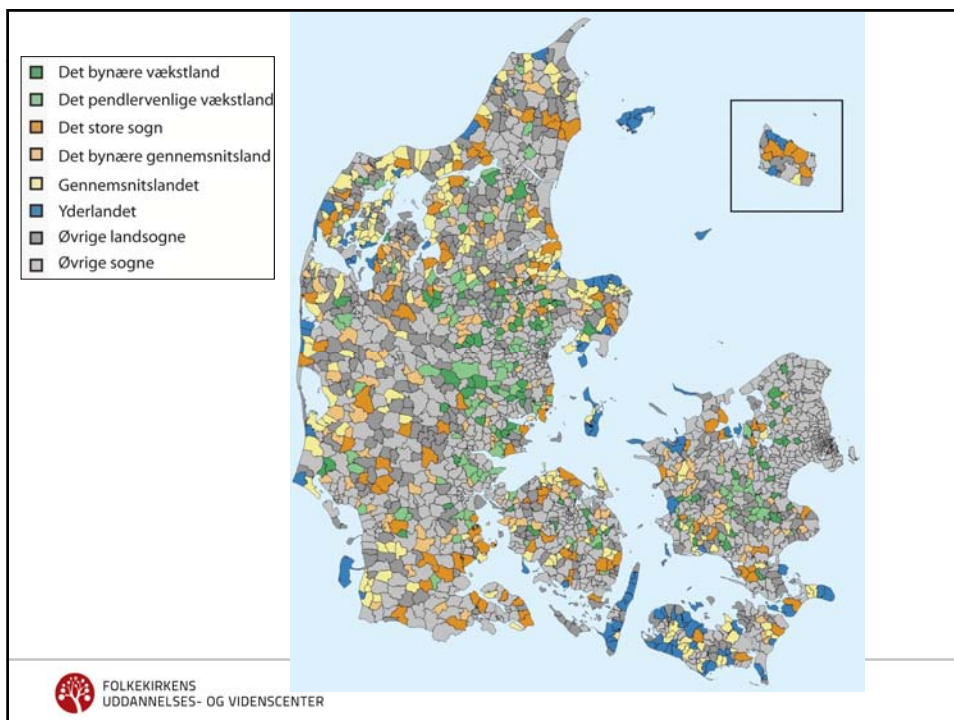 Det bynære vækstland
Det pendlervenlige vækstland
Det store sogn
Det bynære gennemsnitsland
Gennemsnitslandet
Yderlandet
Øvrige landsogne
Øvrige sogne
FOLKEKIRKENS
UDDANNELSES- OG VIDENSCENTER